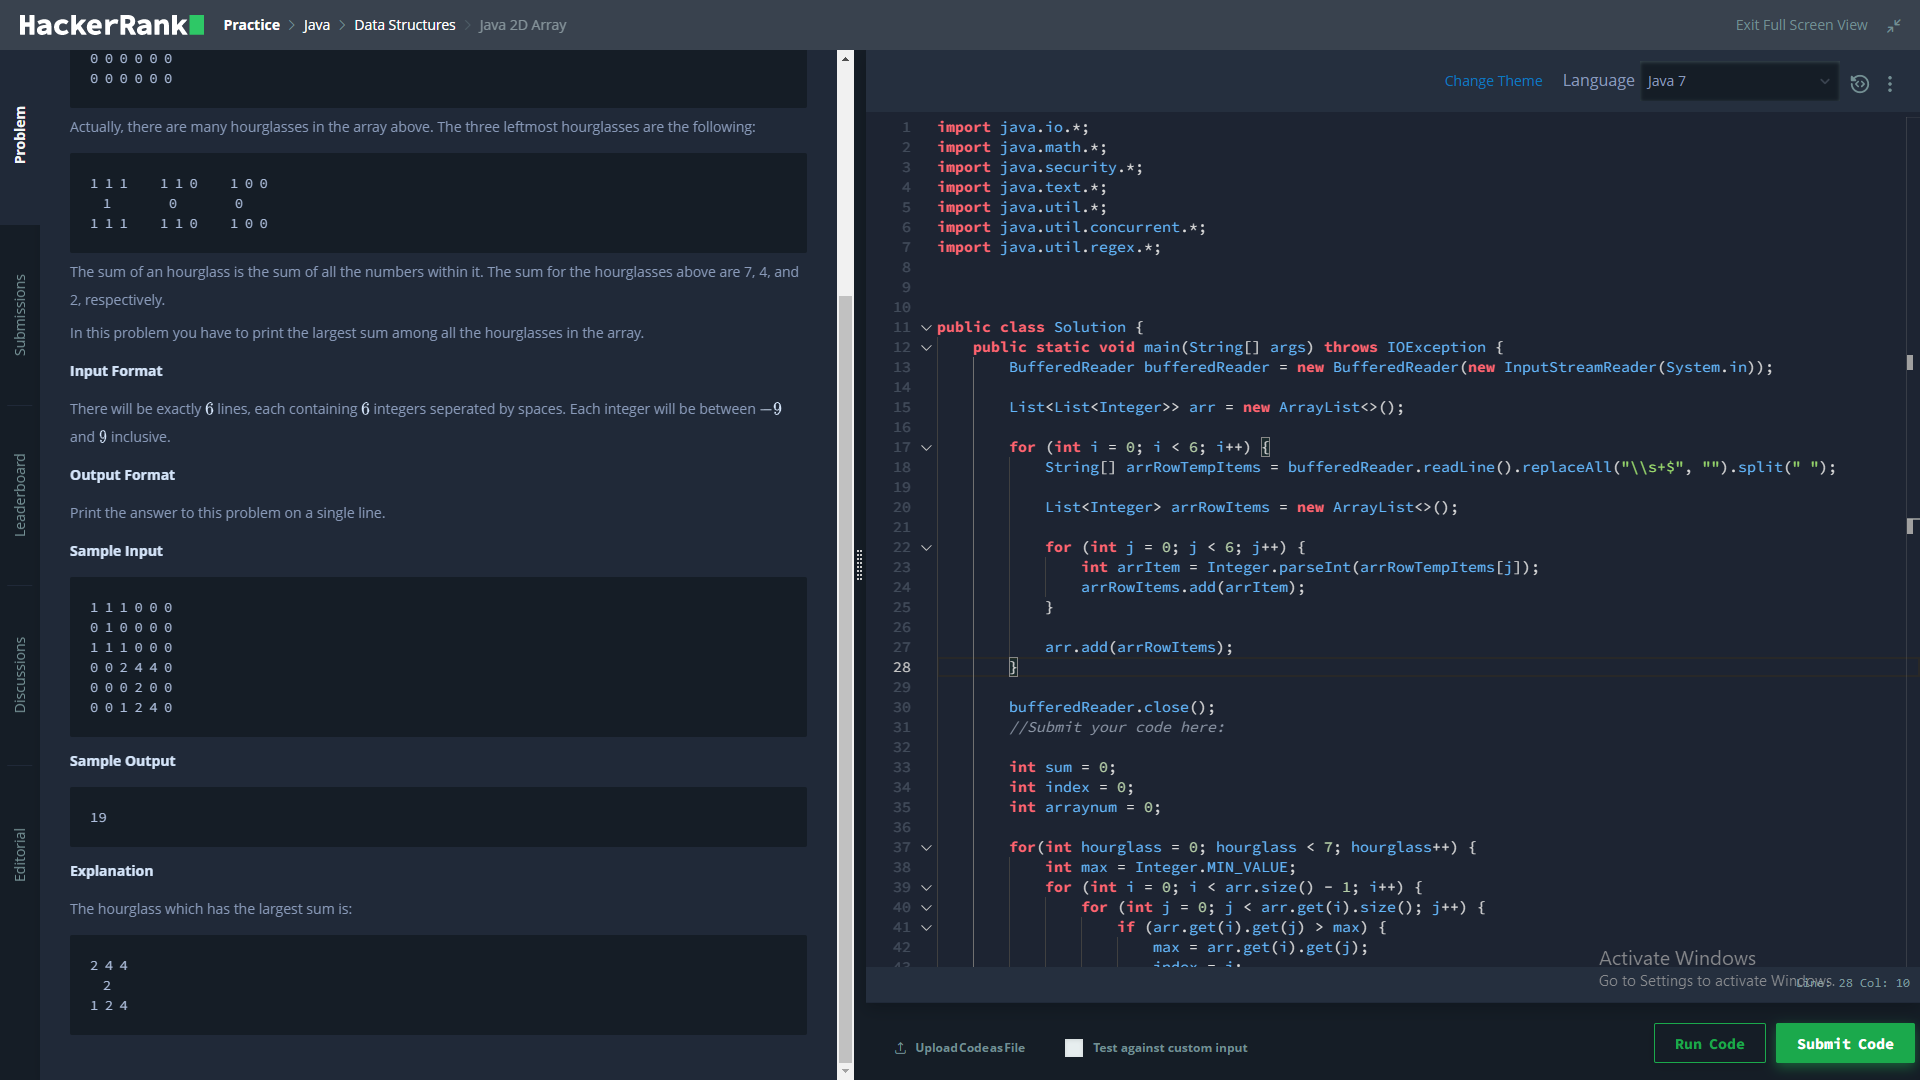 HackerRank
Practice > Java > Data Structures > Java 2D Array
Exit Full Screen View
Problem
Submissions
Leaderboard
Discussions
Editorial
0 0 0 0 0 0
0 0 0 0 0 0
Actually, there are many hourglasses in the array above. The three leftmost hourglasses are the following:
1 1 1     1 1 0     1 0 0
  1         0         0
1 1 1     1 1 0     1 0 0
The sum of an hourglass is the sum of all the numbers within it. The sum for the hourglasses above are 7, 4, and
2, respectively.
In this problem you have to print the largest sum among all the hourglasses in the array.
Input Format
There will be exactly 6 lines, each containing 6 integers seperated by spaces. Each integer will be between −9
and 9 inclusive.
Output Format
Print the answer to this problem on a single line.
Sample Input
1 1 1 0 0 0
0 1 0 0 0 0
1 1 1 0 0 0
0 0 2 4 4 0
0 0 0 2 0 0
0 0 1 2 4 0
Sample Output
19
Explanation
The hourglass which has the largest sum is:
2 4 4
  2
1 2 4
Change Theme
Language
Java 7
1 import java.io.*;
2 import java.math.*;
3 import java.security.*;
4 import java.text.*;
5 import java.util.*;
6 import java.util.concurrent.*;
7 import java.util.regex.*;
8
9
10
11 public class Solution {
12     public static void main(String[] args) throws IOException {
13         BufferedReader bufferedReader = new BufferedReader(new InputStreamReader(System.in));
14
15         List<List<Integer>> arr = new ArrayList<>();
16
17         for (int i = 0; i < 6; i++) {
18             String[] arrRowTempItems = bufferedReader.readLine().replaceAll("\\s+$", "").split(" ");
19
20             List<Integer> arrRowItems = new ArrayList<>();
21
22             for (int j = 0; j < 6; j++) {
23                 int arrItem = Integer.parseInt(arrRowTempItems[j]);
24                 arrRowItems.add(arrItem);
25             }
26
27             arr.add(arrRowItems);
28         }
29
30         bufferedReader.close();
31         //Submit your code here:
32
33         int sum = 0;
34         int index = 0;
35         int arraynum = 0;
36
37         for(int hourglass = 0; hourglass < 7; hourglass++) {
38             int max = Integer.MIN_VALUE;
39             for (int i = 0; i < arr.size() - 1; i++) {
40                 for (int j = 0; j < arr.get(i).size(); j++) {
41                     if (arr.get(i).get(j) > max) {
42                         max = arr.get(i).get(j);
43
Activate Windows
Go to Settings to activate Windows.
Line: 28 Col: 10
Upload Code as File
Test against custom input
Run Code
Submit Code